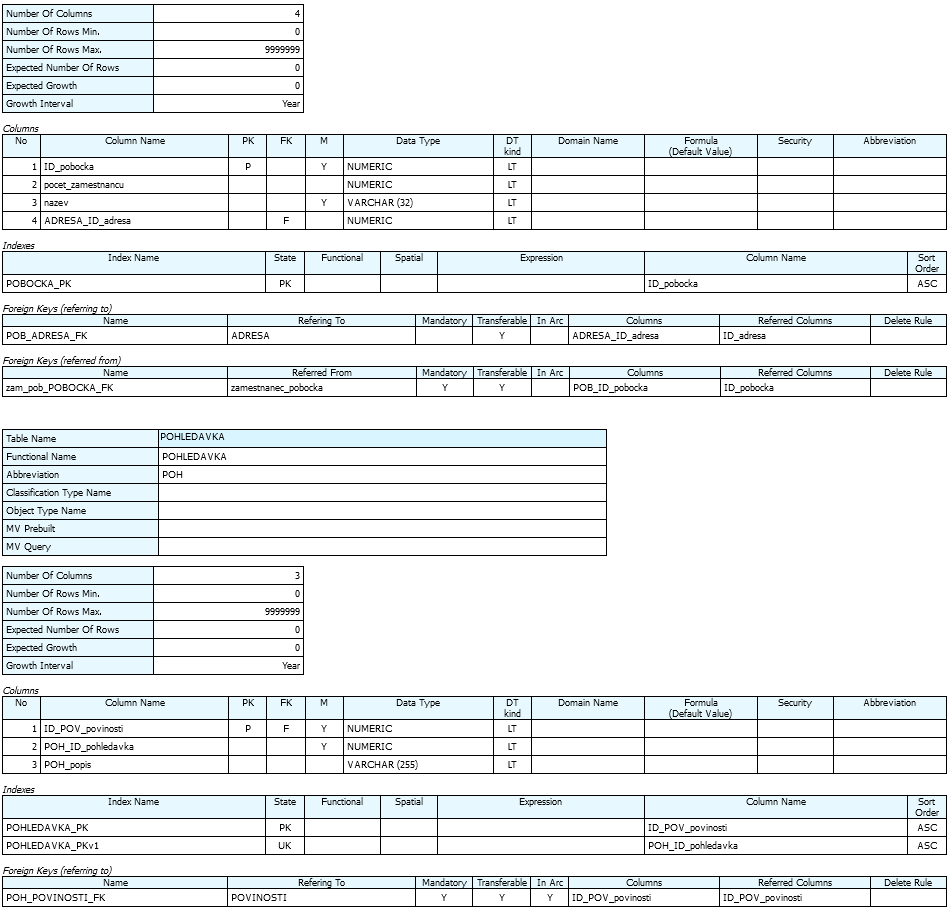 Number Of Columns 4
Number Of Rows Min. 0
Number Of Rows Max. 9999999
Expected Number Of Rows 0
Expected Growth 0
Growth Interval Year
Columns
No Column Name PK FK M Data Type DT kind Domain Name Formula (Default Value) Security Abbreviation
1 ID_pobocka P Y NUMERIC LT
2 pocet_zamestnancu NUMERIC LT
3 nazev Y VARCHAR (32) LT
4 ADRESA_ID_adresa F NUMERIC LT
Indexes
Index Name State Functional Spatial Expression Column Name Sort Order
POBOCKA_PK PK ID_pobocka ASC
Foreign Keys (referring to)
Name Refering To Mandatory Transferable In Arc Columns Referred Columns Delete Rule
POB_ADRESA_FK ADRESA Y ADRESA_ID_adresa ID_adresa
Foreign Keys (referred from)
Name Referred From Mandatory Transferable In Arc Columns Referred Columns Delete Rule
zam_pob_POBOCKA_FK zamestnanec_pobocka Y Y POB_ID_pobocka ID_pobocka
Table Name POHLEDAVKA
Functional Name POHLEDAVKA
Abbreviation POH
Classification Type Name
Object Type Name
MV Prebuilt
MV Query
Number Of Columns 3
Number Of Rows Min. 0
Number Of Rows Max. 9999999
Expected Number Of Rows 0
Expected Growth 0
Growth Interval Year
Columns
No Column Name PK FK M Data Type DT kind Domain Name Formula (Default Value) Security Abbreviation
1 ID_POV_povinosti P F Y NUMERIC LT
2 POH_ID_pohledavka Y NUMERIC LT
3 POH_popis VARCHAR (255) LT
Indexes
Index Name State Functional Spatial Expression Column Name Sort Order
POHLEDAVKA_PK PK ID_POV_povinosti ASC
POHLEDAVKA_PKv1 UK POH_ID_pohledavka ASC
Foreign Keys (referring to)
Name Refering To Mandatory Transferable In Arc Columns Referred Columns Delete Rule
POH_POVINOSTI_FK POVINOSTI Y Y Y ID_POV_povinosti ID_POV_povinosti